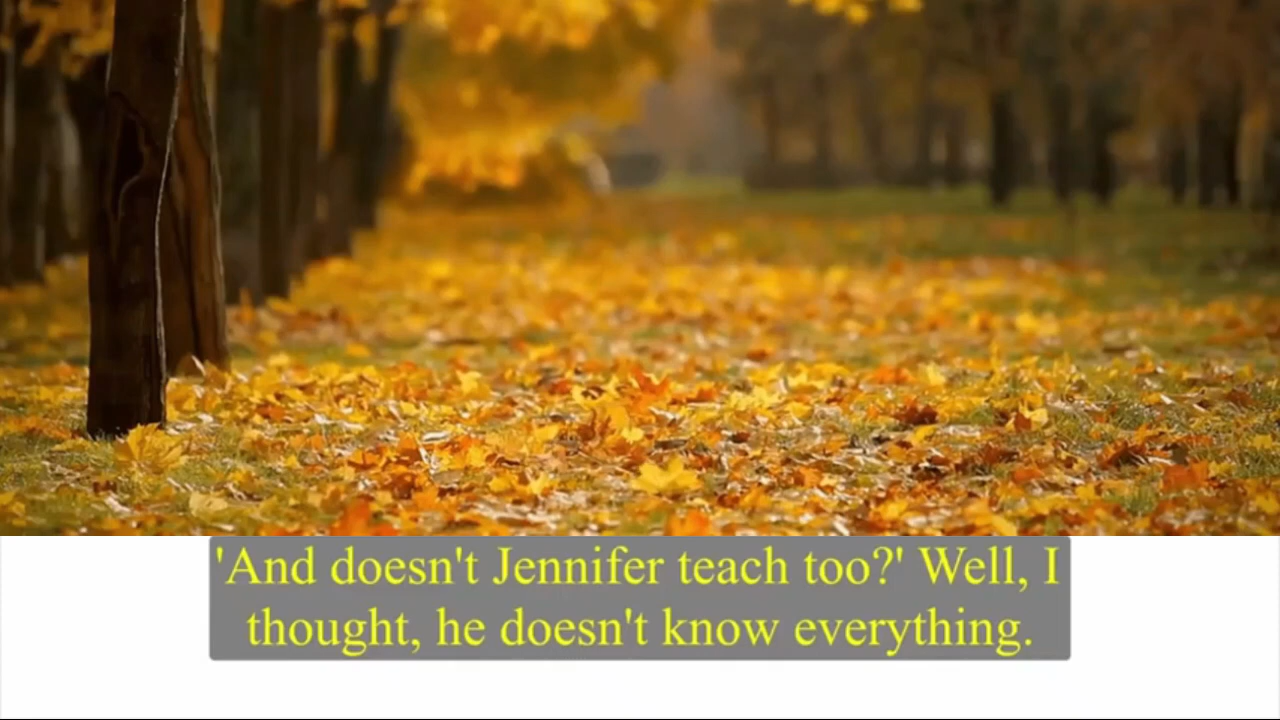 'And doesn't Jennifer teach too?' Well, I
thought, he doesn't know everything.